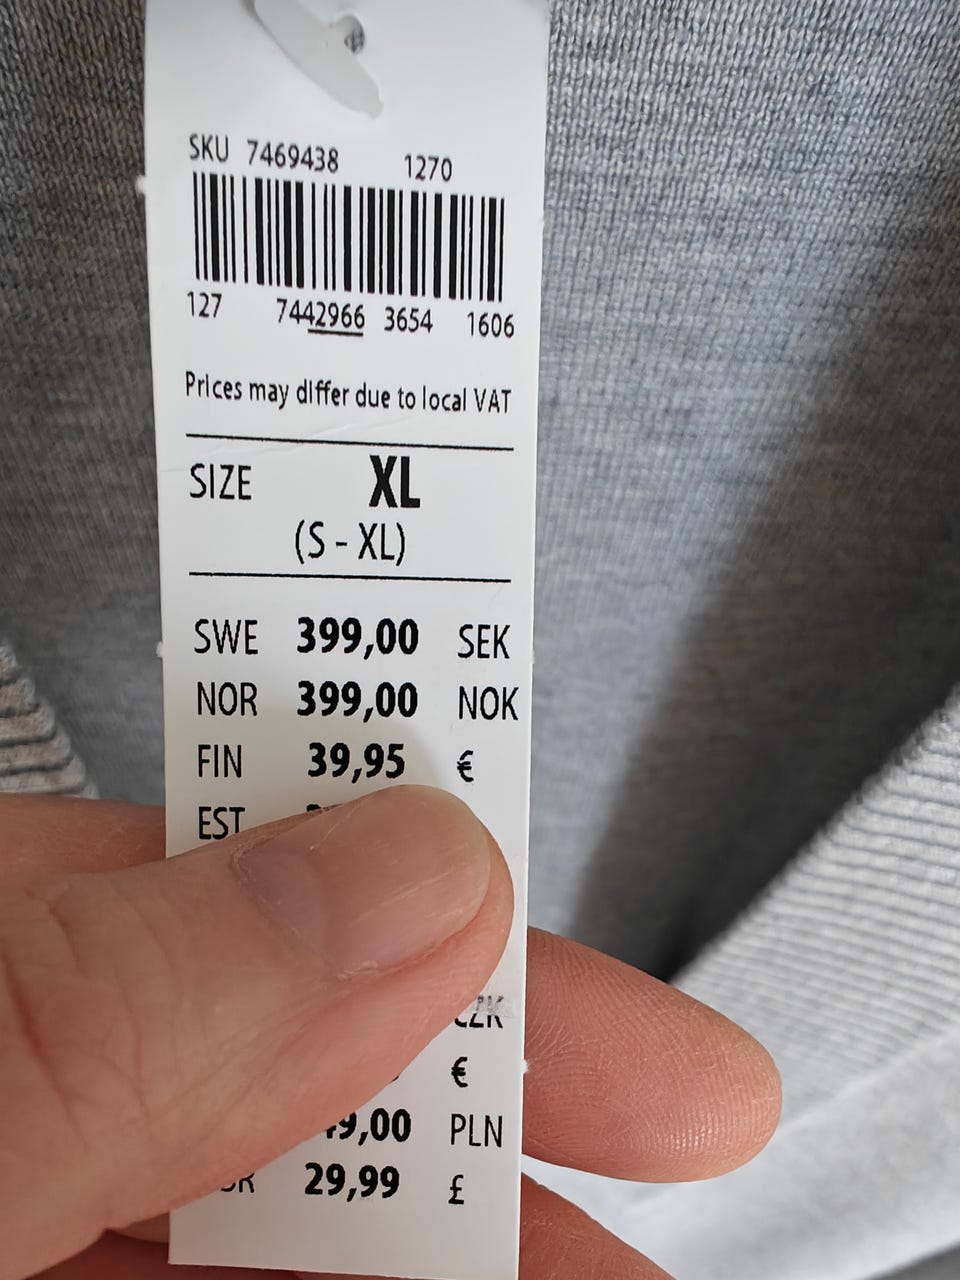 SKU 7469438 1270
127 7442966 3654 1606
Prices may differ due to local VAT
SIZE XL
(S - XL)
SWE 399,00 SEK
NOR 399,00 NOK
FIN 39,95 €
EST
CZK
€
PLN
29,99 £